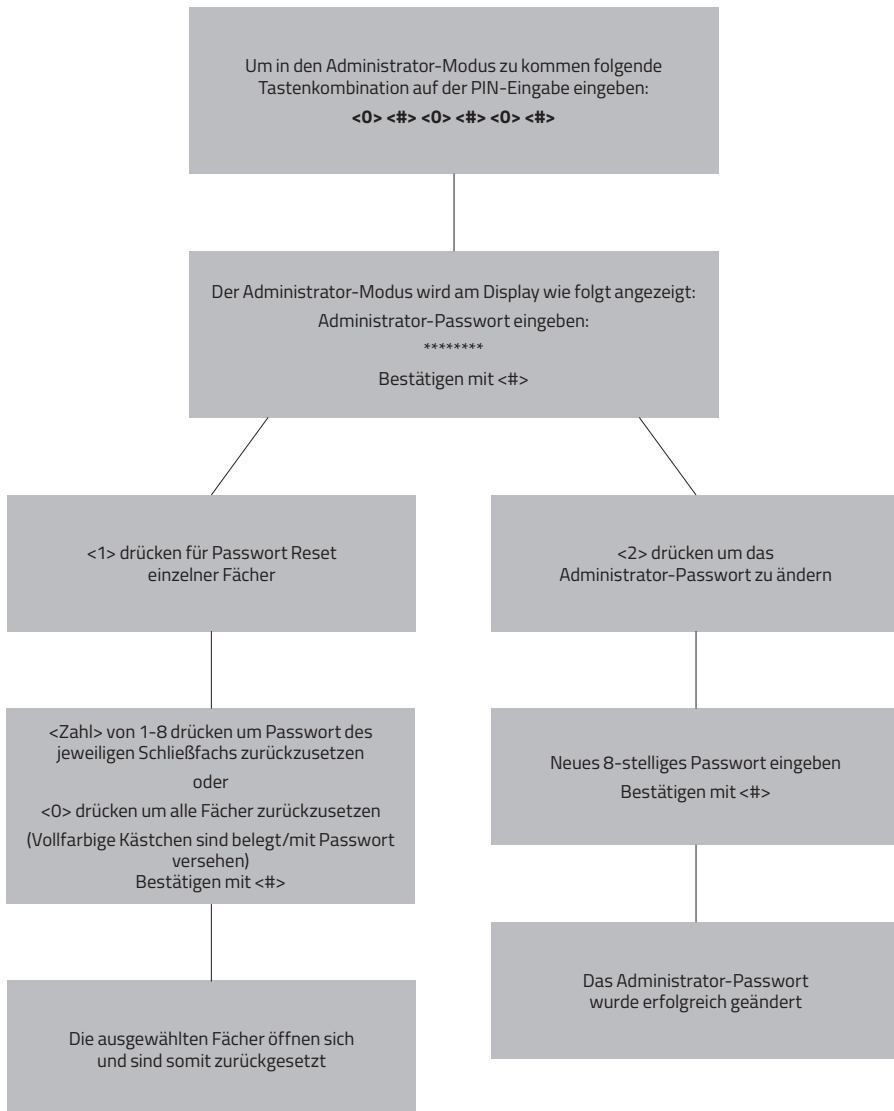 Um in den Administrator-Modus zu kommen folgende
Tastenkombination auf der PIN-Eingabe eingeben:
<0> <#> <0> <#> <0> <#>
Der Administrator-Modus wird am Display wie folgt angezeigt:
Administrator-Passwort eingeben:
********
Bestätigen mit <#>
<1> drücken für Passwort Reset
einzelner Fächer
<Zahl> von 1-8 drücken um Passwort des
jeweiligen Schließfachs zurückzusetzen
oder
<0> drücken um alle Fächer zurückzusetzen
(Vollfarbige Kästchen sind belegt/mit Passwort
versehen)
Bestätigen mit <#>
Die ausgewählten Fächer öffnen sich
und sind somit zurückgesetzt
<2> drücken um das
Administrator-Passwort zu ändern
Neues 8-stelliges Passwort eingeben
Bestätigen mit <#>
Das Administrator-Passwort
wurde erfolgreich geändert